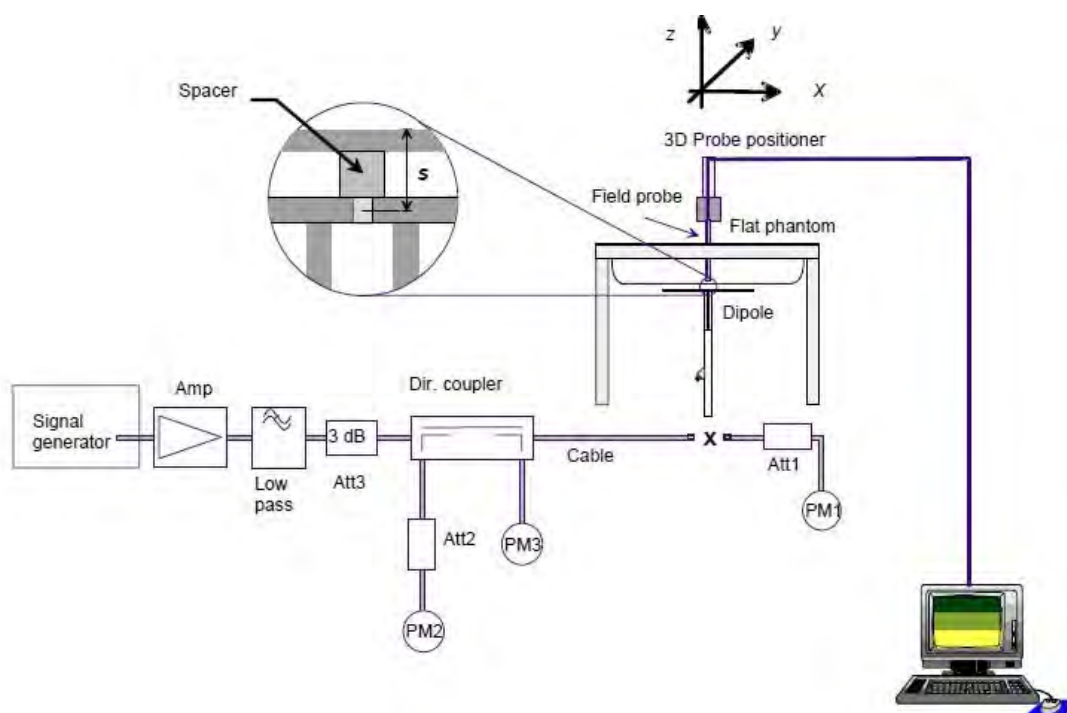 z
y
x
Spacer
s
3D Probe positioner
Field probe
Flat phantom
Dipole
Dir. coupler
Amp
Signal
generator
3 dB
Low
pass
Att3
Cable
x
Att1
PM1
Att2
PM3
PM2